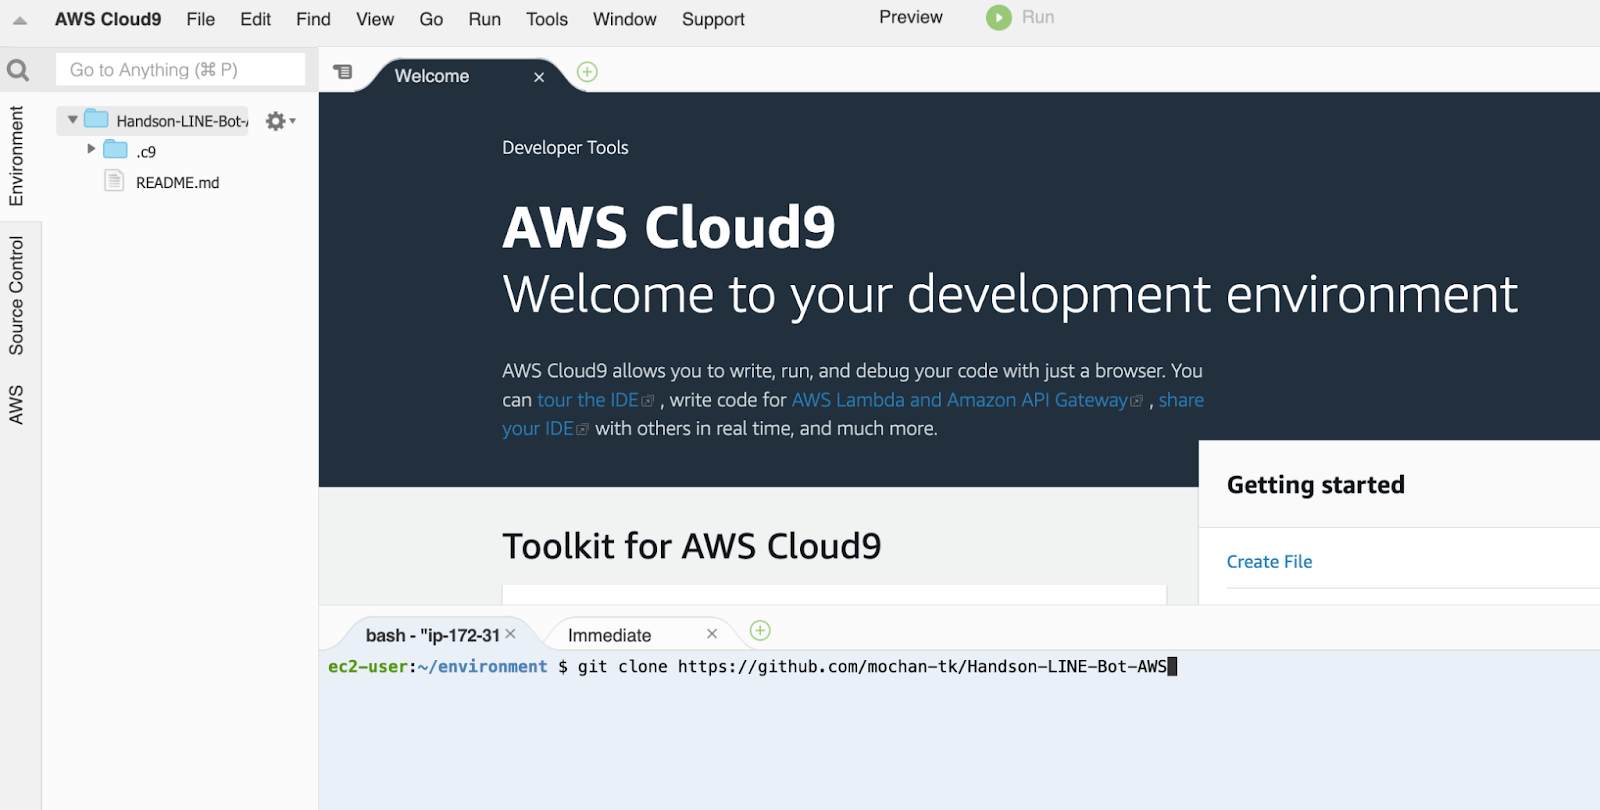 AWS Cloud9 File Edit Find View Go Run Tools Window Support Preview Run
Go to Anything (⌘ P)
Welcome
Environment
Source Control
AWS
Handson-LINE-Bot-
.c9
README.md
Developer Tools
AWS Cloud9
Welcome to your development environment
AWS Cloud9 allows you to write, run, and debug your code with just a browser. You
can tour the IDE , write code for AWS Lambda and Amazon API Gateway , share
your IDE with others in real time, and much more.
Getting started
Create File
Toolkit for AWS Cloud9
bash - "ip-172-31
Immediate
ec2-user:~/environment $ git clone https://github.com/mochan-tk/Handson-LINE-Bot-AWS